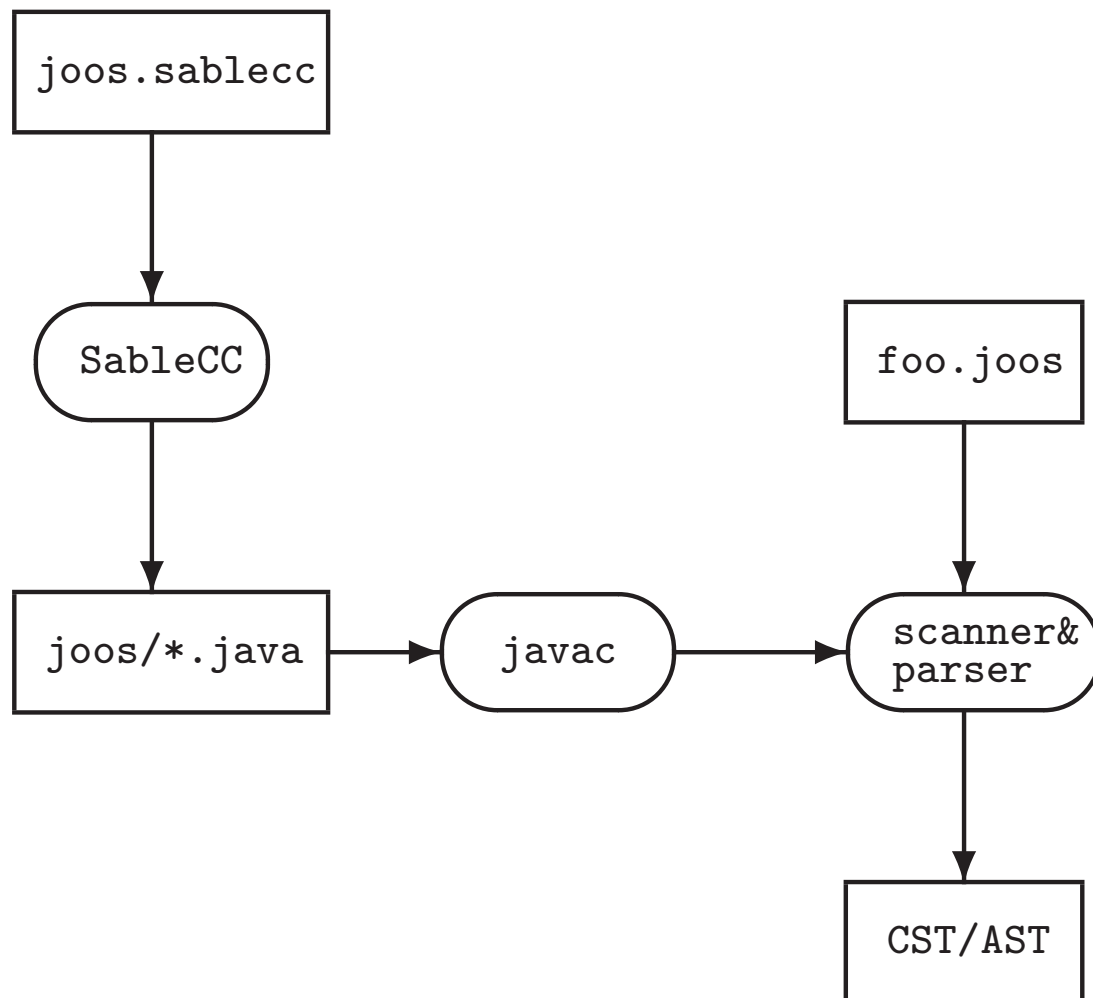 joos.sablecc
SableCC
foo.joos
joos/*.java
javac
scanner&
parser
CST/AST